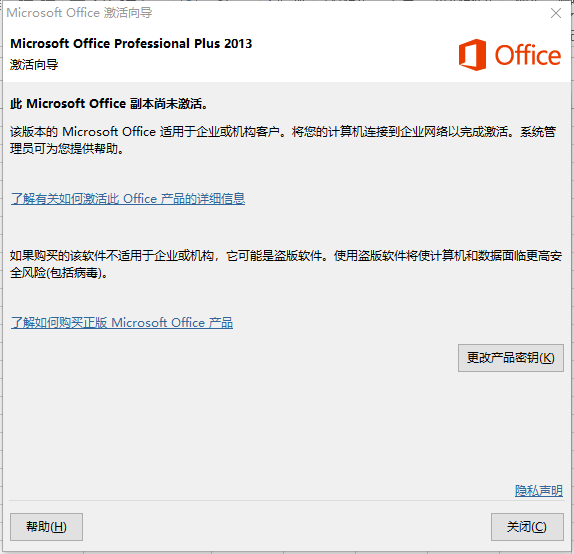 Microsoft Office 激活向导
Microsoft Office Professional Plus 2013
激活向导
Office
此 Microsoft Office 副本尚未激活。
该版本的 Microsoft Office 适用于企业或机构客户。将您的计算机连接到企业网络以完成激活。系统管
理员可为您提供帮助。
了解有关如何激活此 Office 产品的详细信息
如果购买的该软件不适用于企业或机构，它可能是盗版软件。使用盗版软件将使计算机和数据面临更高安
全风险(包括病毒)。
了解如何购买正版 Microsoft Office 产品
更改产品密钥(K)
隐私声明
帮助(H)
关闭(C)